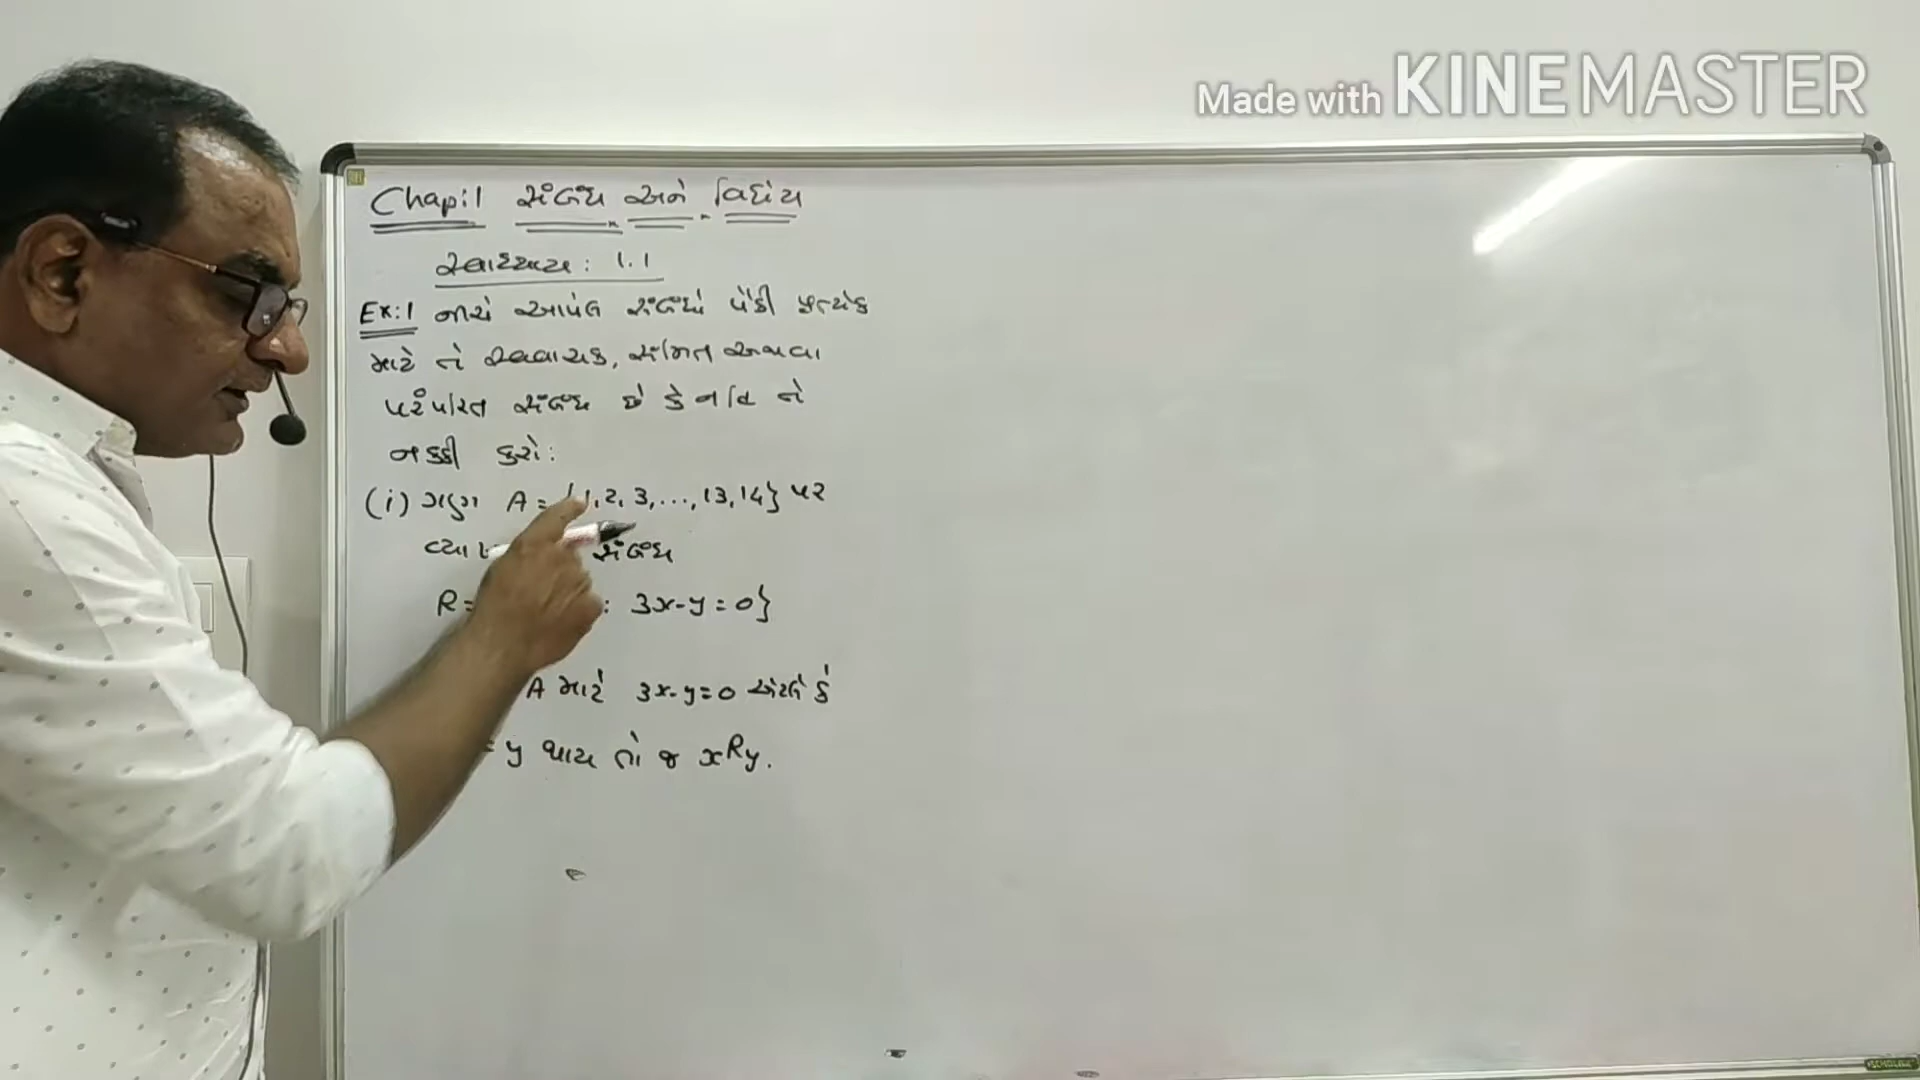 Made with KINEMASTER
Chap:1 સંબંધ અને વિધેય
સ્વાધ્યાય: 1.1
Ex:1 નીચે આપેલ સંબંધો પૈકી પ્રત્યેક
માટે તે સ્વવાચક, સંમિત અથવા
પરંપરિત સંબંધ છે કે નહિ તે
નક્કી કરો:
(i) ગણ A = {1, 2, 3, ..., 13, 14} પર
સંબંધ
R = : 3x-y = 0}
A માટે 3x-y=0 એટલે કે
= y થાય તો જ xRy.